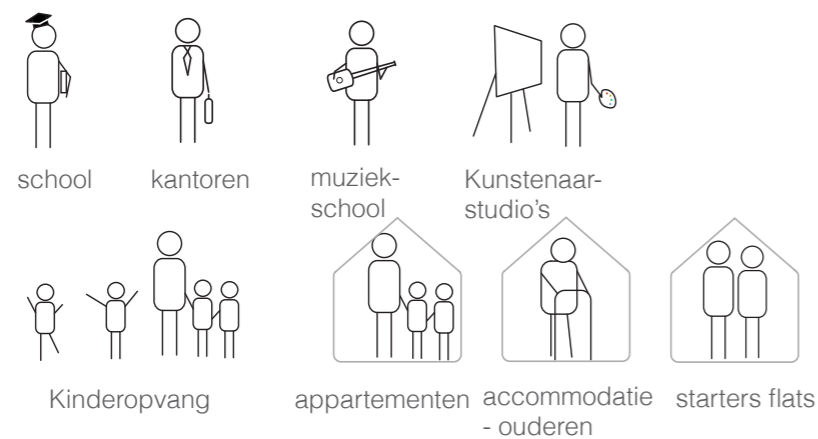 school
kantoren
muziek-
school
Kunstenaar-
studio's
Kinderopvang
appartementen
accommodatie
- ouderen
starters flats